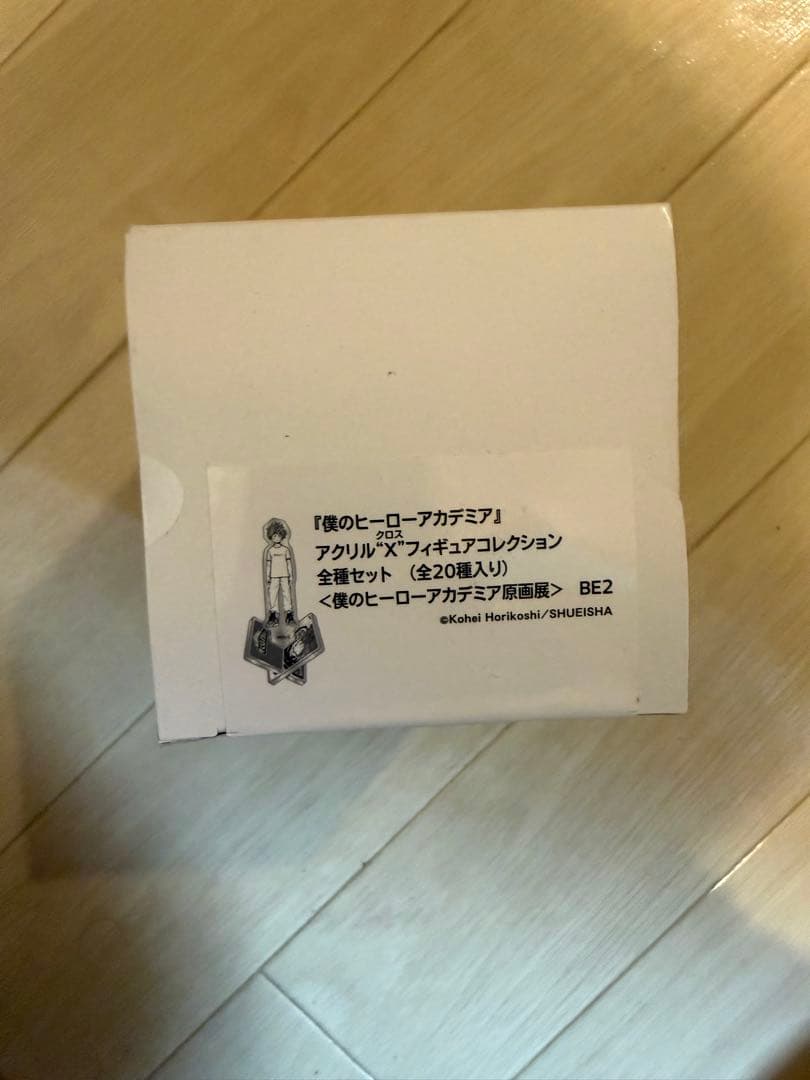 『僕のヒーローアカデミア』
クロス
アクリル“X”フィギュアコレクション
全種セット （全20種入り）
＜僕のヒーローアカデミア原画展＞ BE2
©Kohei Horikoshi/SHUEISHA